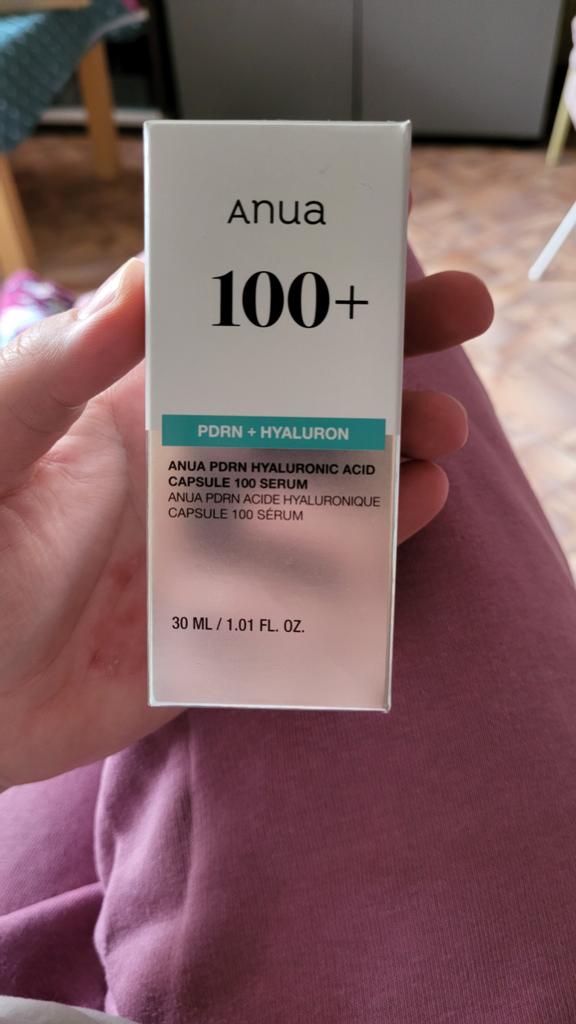 Anua
100+
PDRN + HYALURON
ANUA PDRN HYALURONIC ACID
CAPSULE 100 SERUM
ANUA PDRN ACIDE HYALURONIQUE
CAPSULE 100 SÉRUM
30 ML / 1.01 FL. OZ.